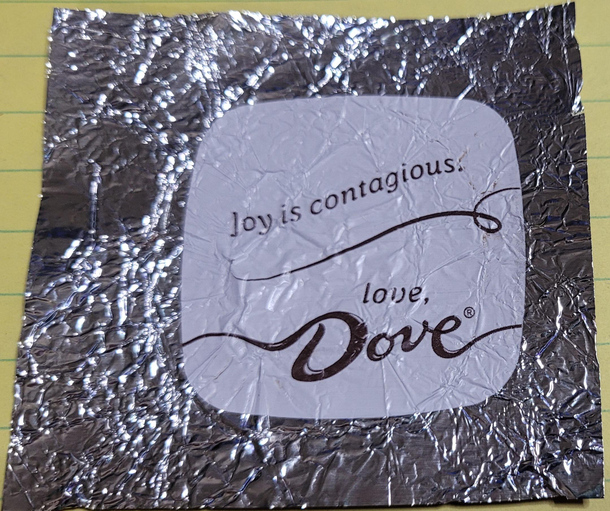 Joy is contagious.
love,
Dove®